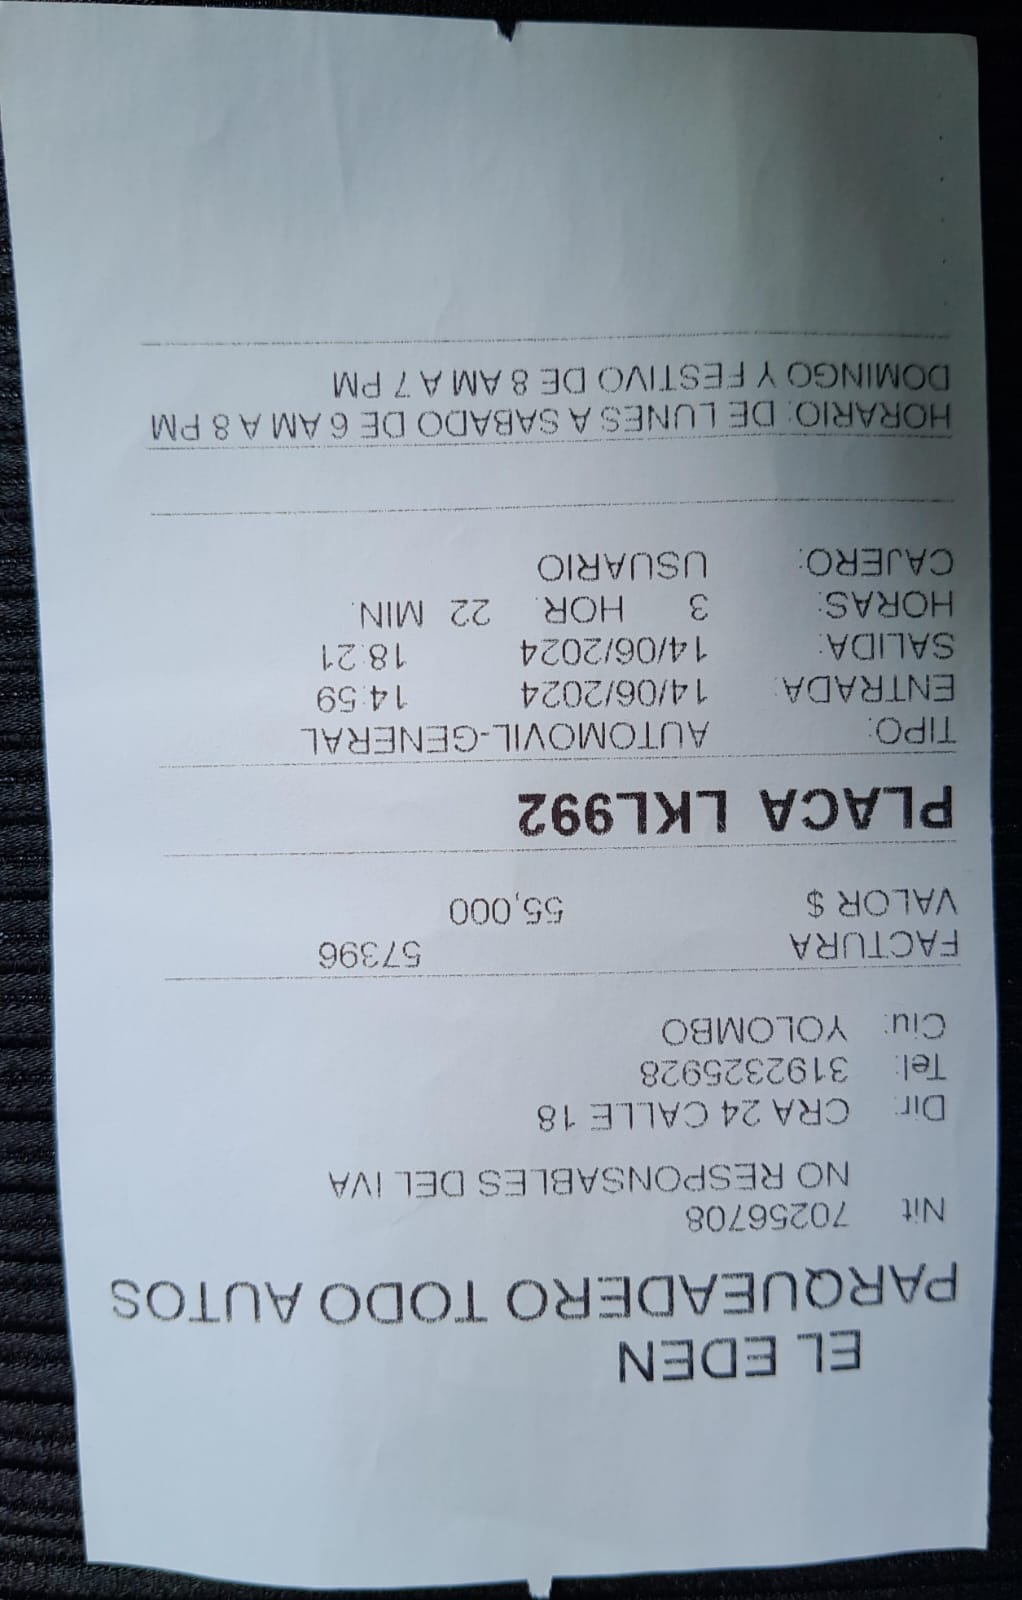 EL EDEN
PARQUEADERO TODO AUTOS
Nit 70256708
NO RESPONSABLES DEL IVA
Dir: CRA 24 CALLE 18
Tel: 3192325928
Ciu: YOLOMBO
FACTURA 57396
VALOR $ 55,000
PLACA LKL992
TIPO: AUTOMOVIL-GENERAL
ENTRADA: 14/06/2024 14:59
SALIDA: 14/06/2024 18:21
HORAS: 3 HOR. 22 MIN.
CAJERO: USUARIO
HORARIO: DE LUNES A SABADO DE 6 AM A 8 PM
DOMINGO Y FESTIVO DE 8 AM A 7 PM